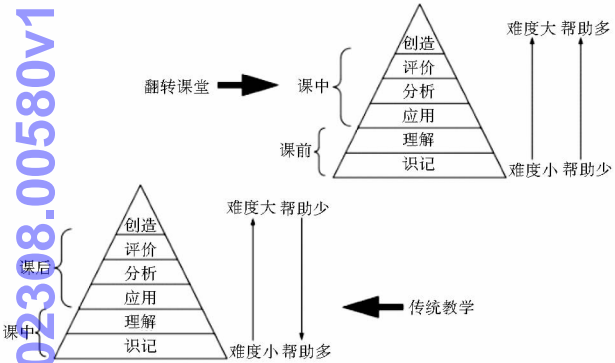 02308.00580v1
难度大 帮助多
创造
评价
翻转课堂
课中
分析
应用
课前
理解
识记
难度小 帮助少
难度大 帮助少
创造
评价
课后
分析
应用
传统教学
课中
理解
识记
难度小 帮助多